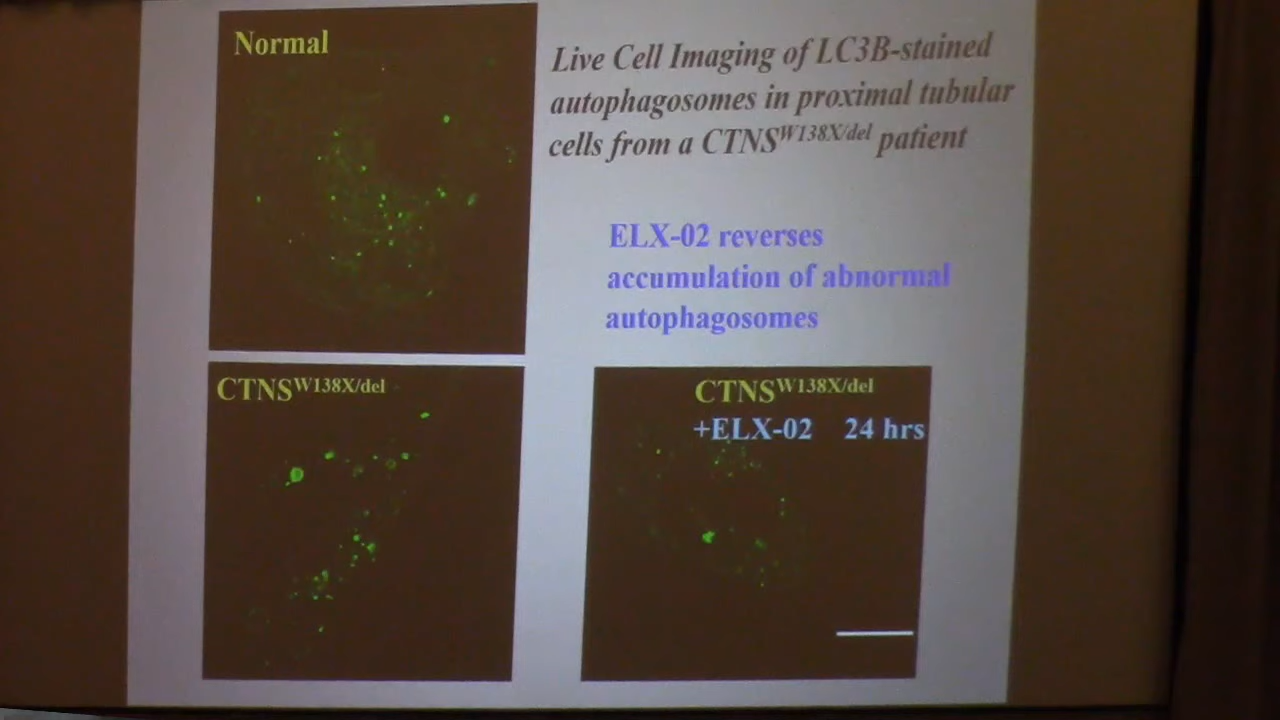 Normal
Live Cell Imaging of LC3B-stained
autophagosomes in proximal tubular
cells from a CTNSW138X/del patient
ELX-02 reverses
accumulation of abnormal
autophagosomes
CTNSW138X/del
CTNSW138X/del
+ELX-02 24 hrs